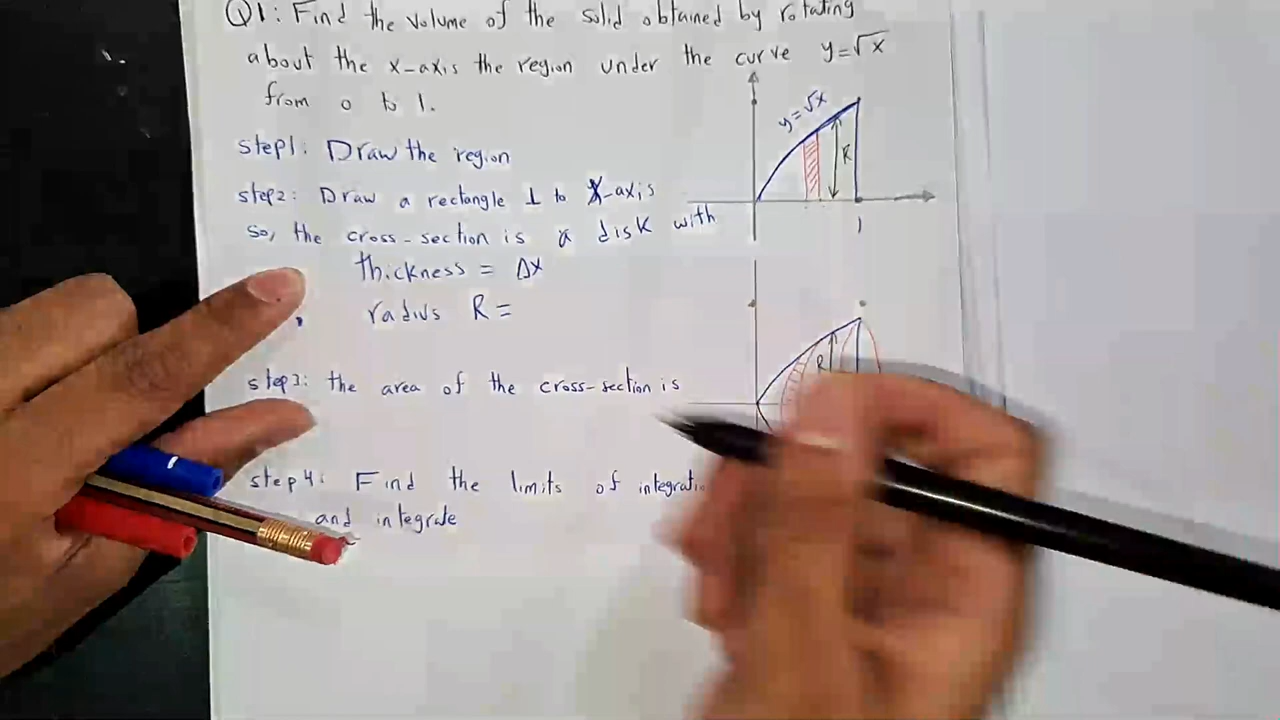 Q1: Find the volume of the solid obtained by rotating
about the x-axis the region under the curve y=√x
from 0 to 1.
step1: Draw the region
step2: Draw a rectangle ⊥ to X-axis
so, the cross-section is a disk with
thickness = Δx
, radius R =
step3: the area of the cross-section is
step4: Find the limits of integratio
and integrate
y=√x
R
1
R